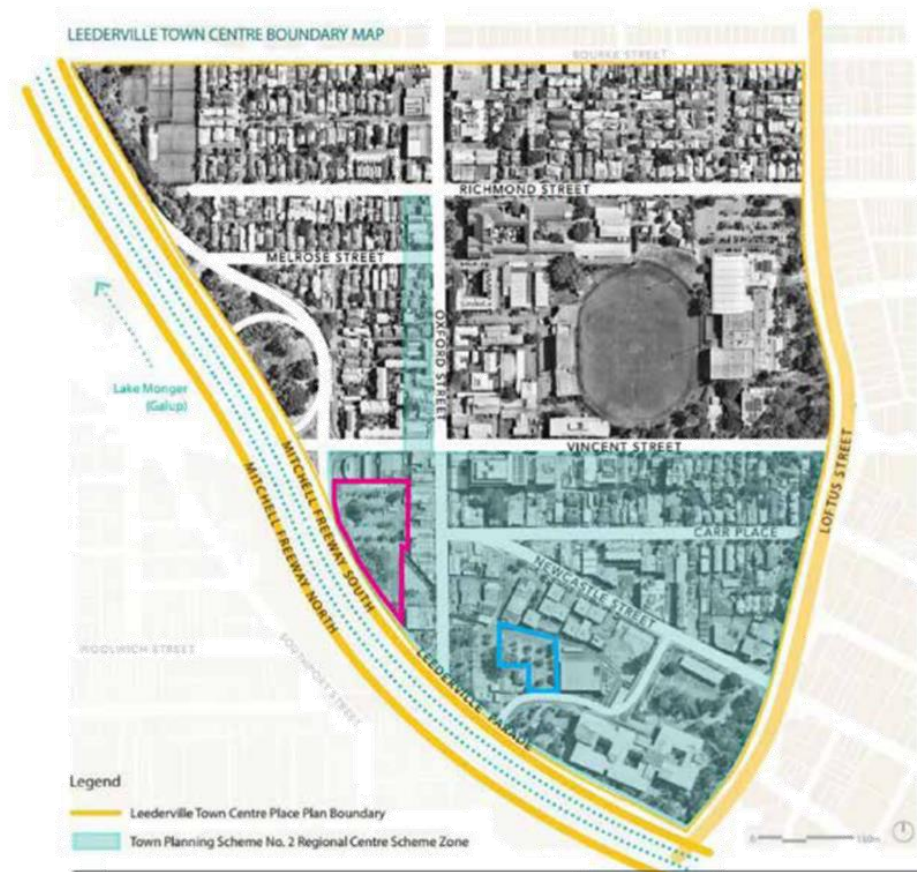 LEEDERVILLE TOWN CENTRE BOUNDARY MAP
BOURKE STREET
RICHMOND STREET
MELROSE STREET
OXFORD STREET
Lake Monger
(Galup)
VINCENT STREET
LOFTUS STREET
CARR PLACE
MITCHELL FREEWAY SOUTH
MITCHELL FREEWAY NORTH
NEWCASTLE STREET
WOOLWICH STREET
SOUTHPORT STREET
LEEDERVILLE PARADE
Legend
Leederville Town Centre Place Plan Boundary
Town Planning Scheme No. 2 Regional Centre Scheme Zone
0 150m